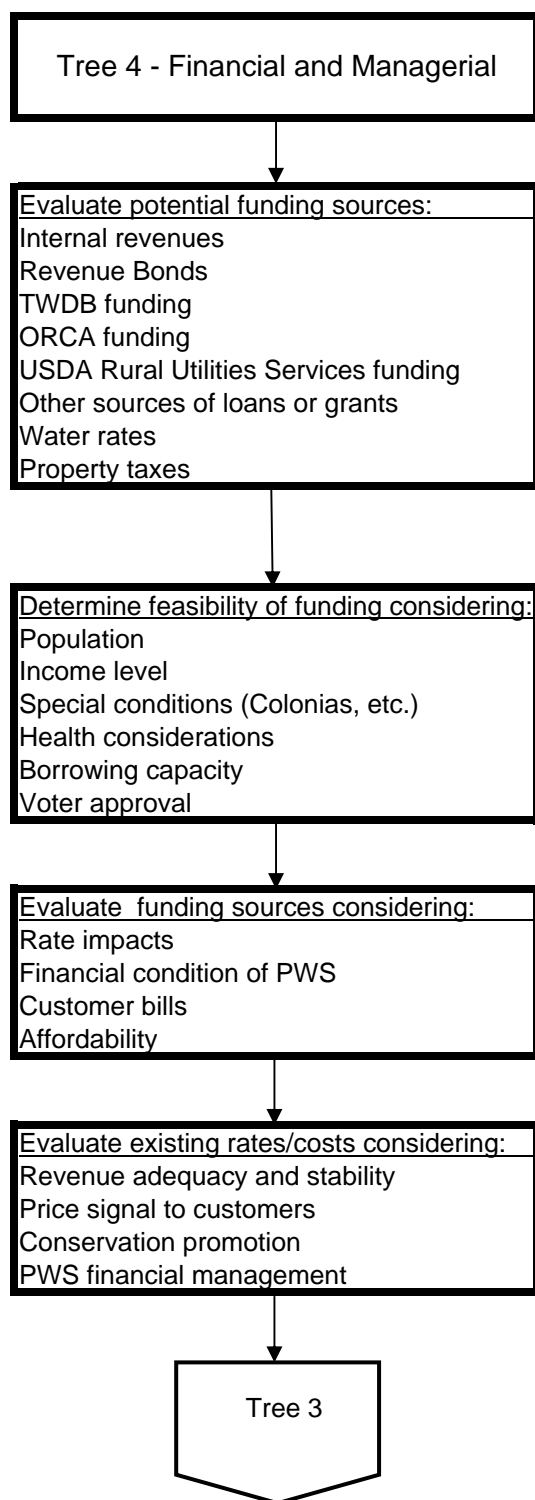 Tree 4 - Financial and Managerial
Evaluate potential funding sources:
Internal revenues
Revenue Bonds
TWDB funding
ORCA funding
USDA Rural Utilities Services funding
Other sources of loans or grants
Water rates
Property taxes
Determine feasibility of funding considering:
Population
Income level
Special conditions (Colonias, etc.)
Health considerations
Borrowing capacity
Voter approval
Evaluate  funding sources considering:
Rate impacts
Financial condition of PWS
Customer bills
Affordability
Evaluate existing rates/costs considering:
Revenue adequacy and stability
Price signal to customers
Conservation promotion
PWS financial management
Tree 3